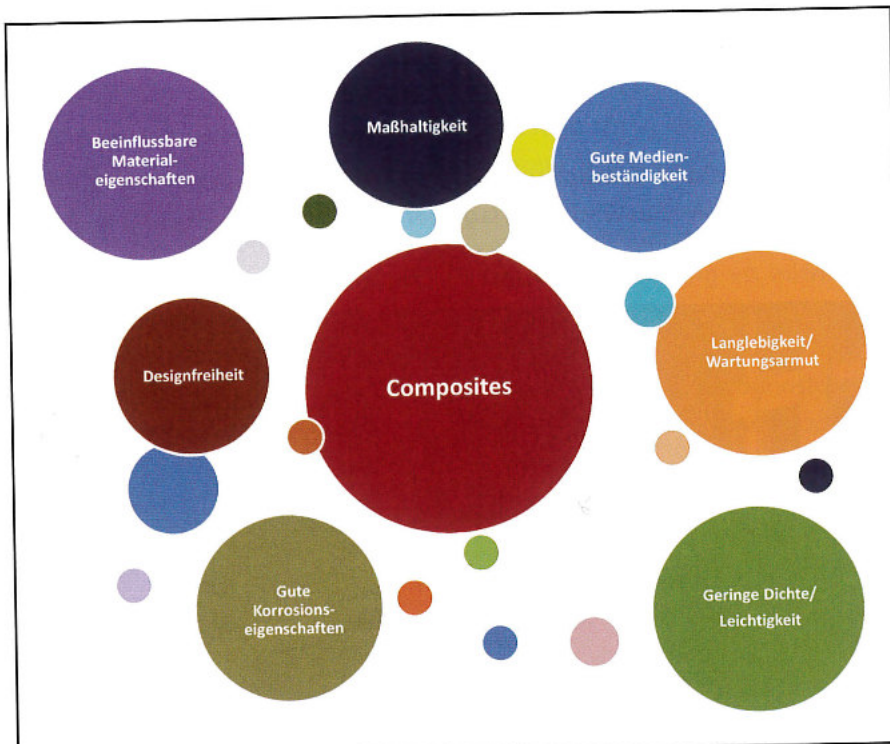 Beeinflussbare
Material-
eigenschaften
Maßhaltigkeit
Gute Medien-
beständigkeit
Designfreiheit
Composites
Langlebigkeit/
Wartungsarmut
Gute
Korrosions-
eigenschaften
Geringe Dichte/
Leichtigkeit